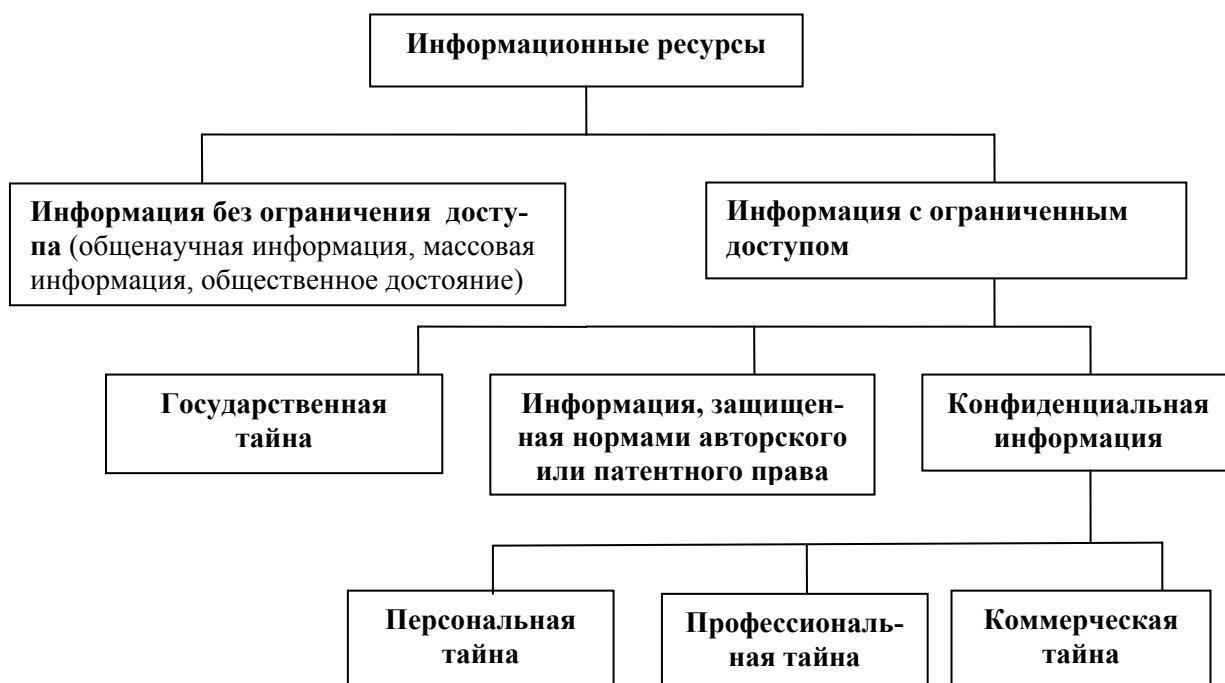 Информационные ресурсы
Информация без ограничения досту-
па (общенаучная информация, массовая
информация, общественное достояние)
Информация с ограниченным
доступом
Государственная
тайна
Информация, защищен-
ная нормами авторского
или патентного права
Конфиденциальная
информация
Персональная
тайна
Профессиональ-
ная тайна
Коммерческая
тайна